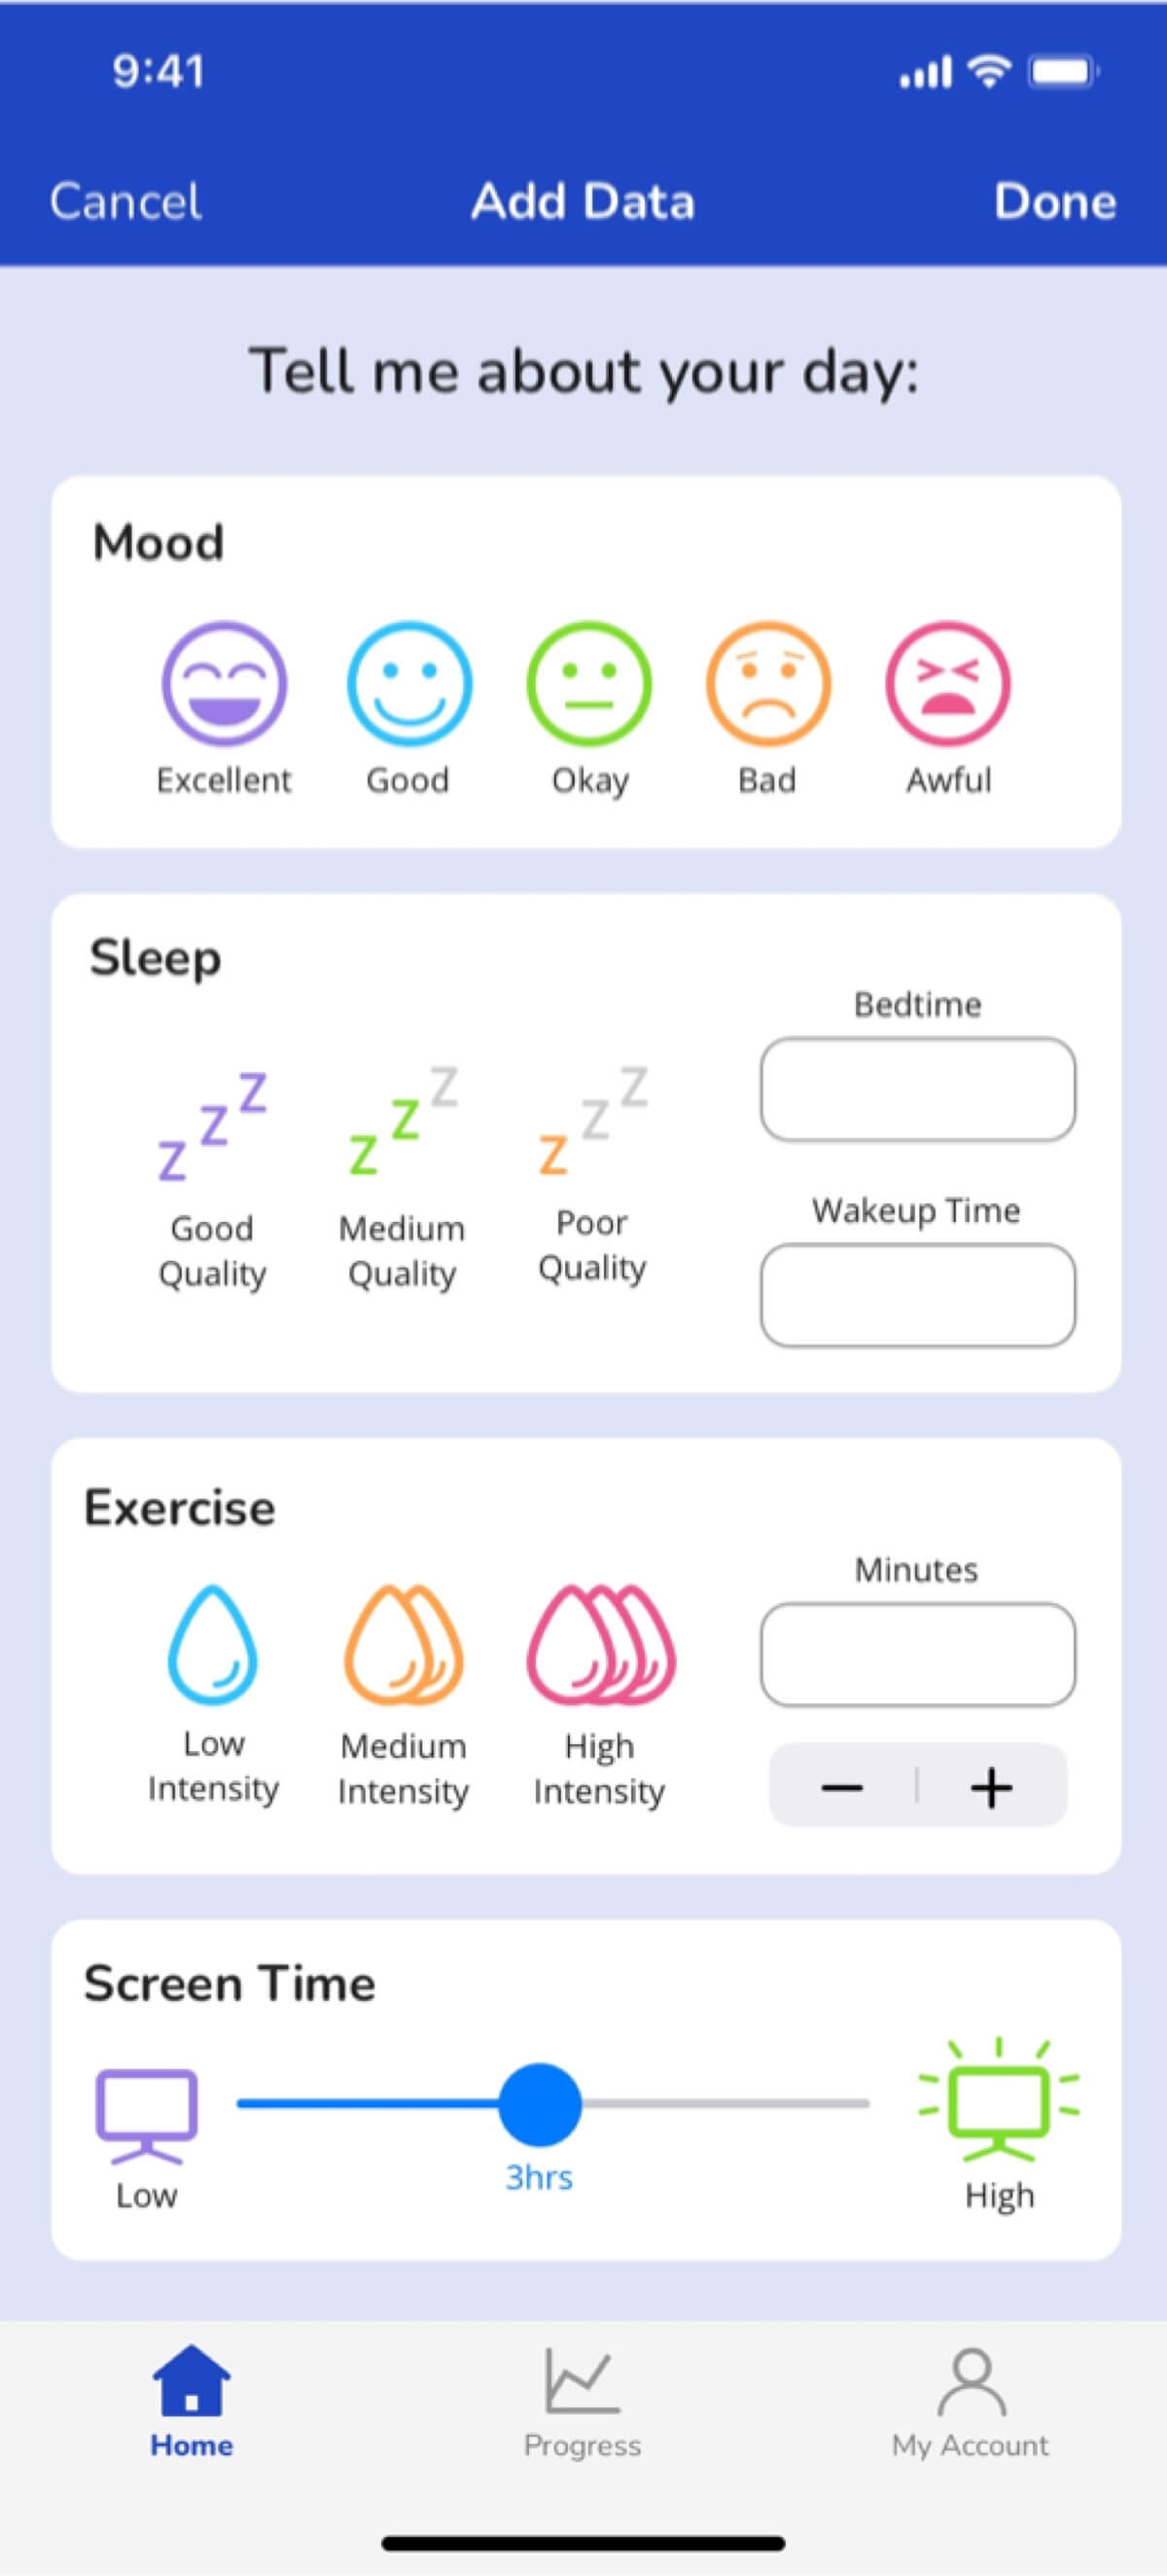 9:41
Cancel Add Data Done
Tell me about your day:
Mood
Excellent Good Okay Bad Awful
Sleep
Bedtime
z z z z z z z z z
Good Quality
Medium Quality
Poor Quality
Wakeup Time
Exercise
Minutes
Low Intensity
Medium Intensity
High Intensity
− | +
Screen Time
3hrs
Low High
Home Progress My Account